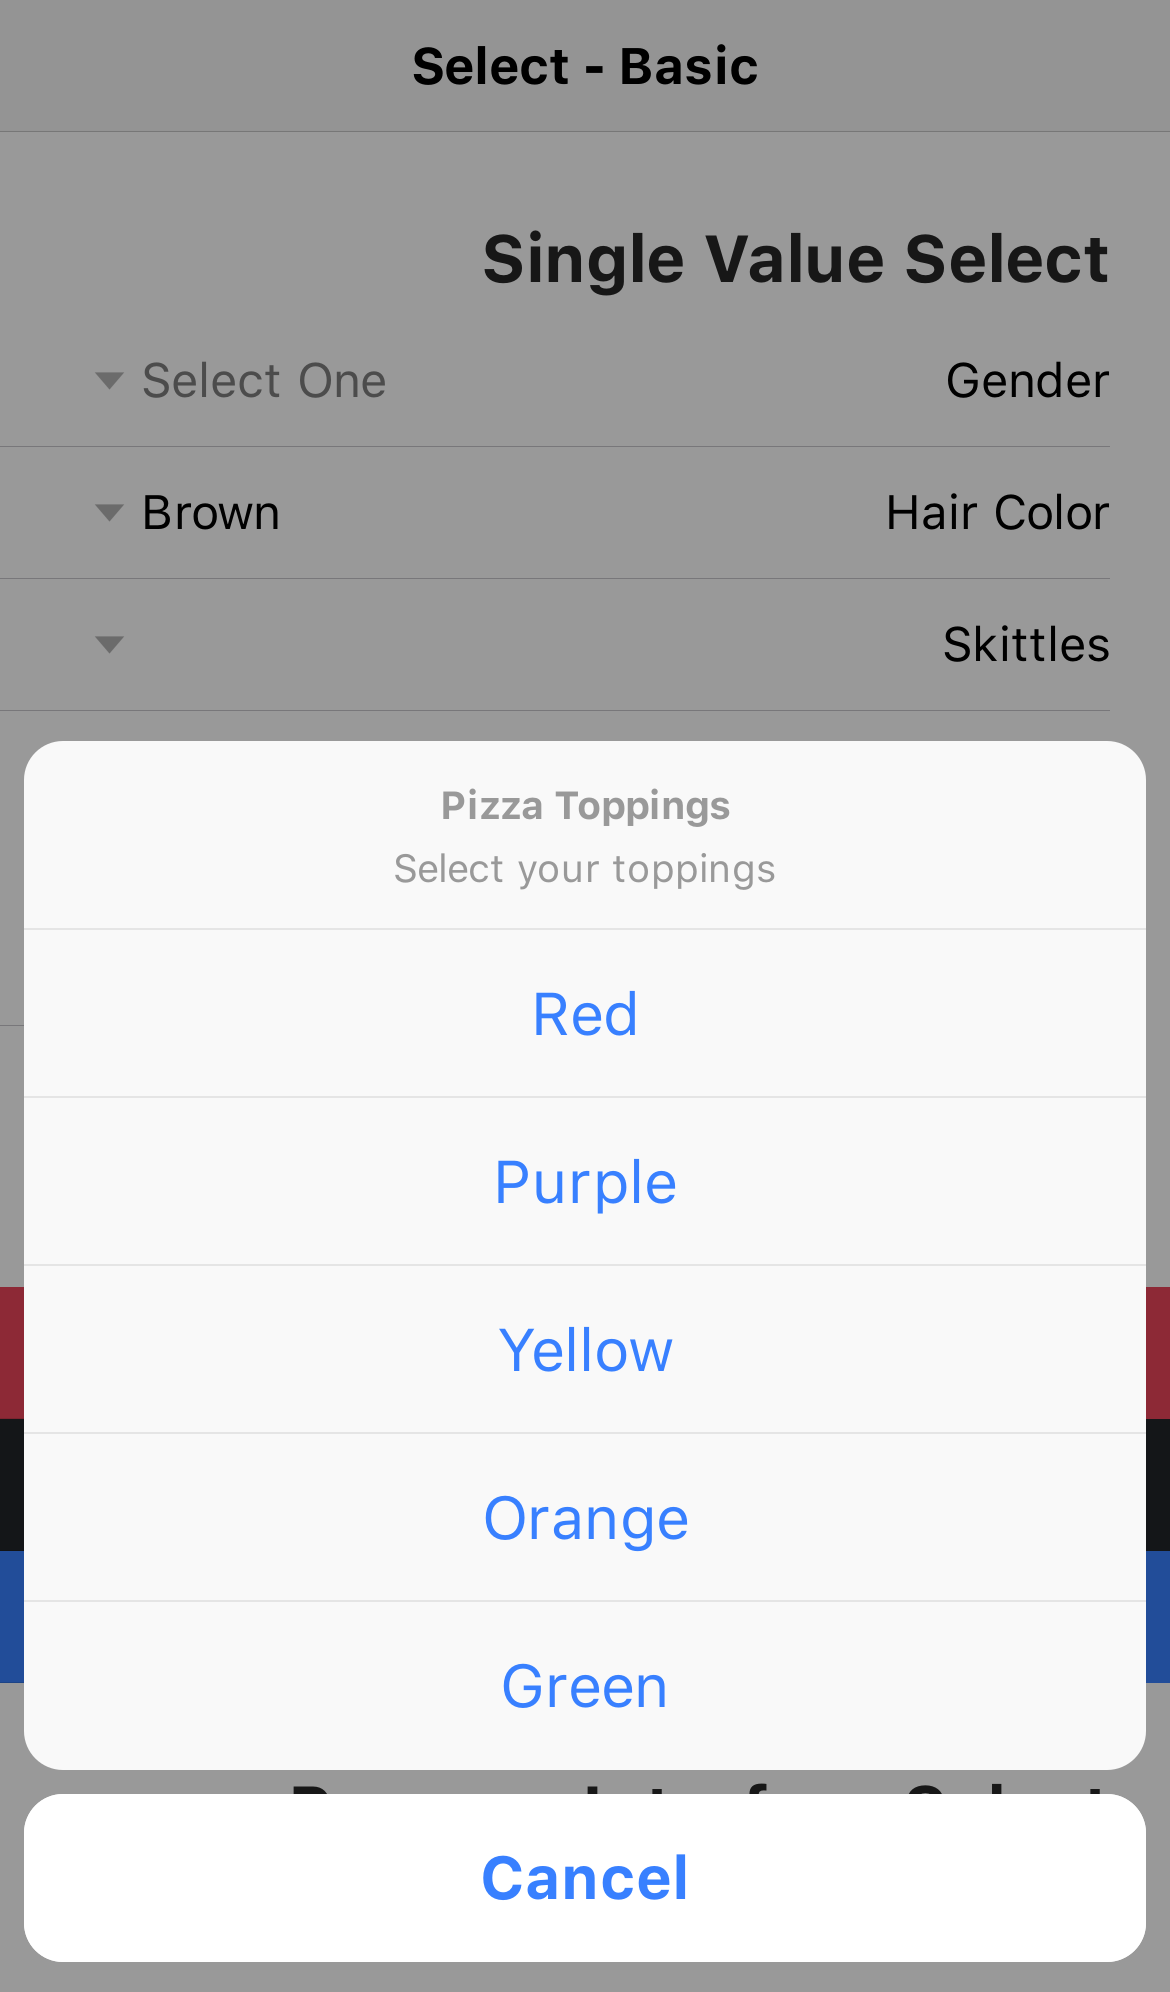 Select - Basic
Single Value Select
Gender
Select One
Hair Color
Brown
Skittles
Pizza Toppings
Select your toppings
Red
Purple
Yellow
Orange
Green
Cancel